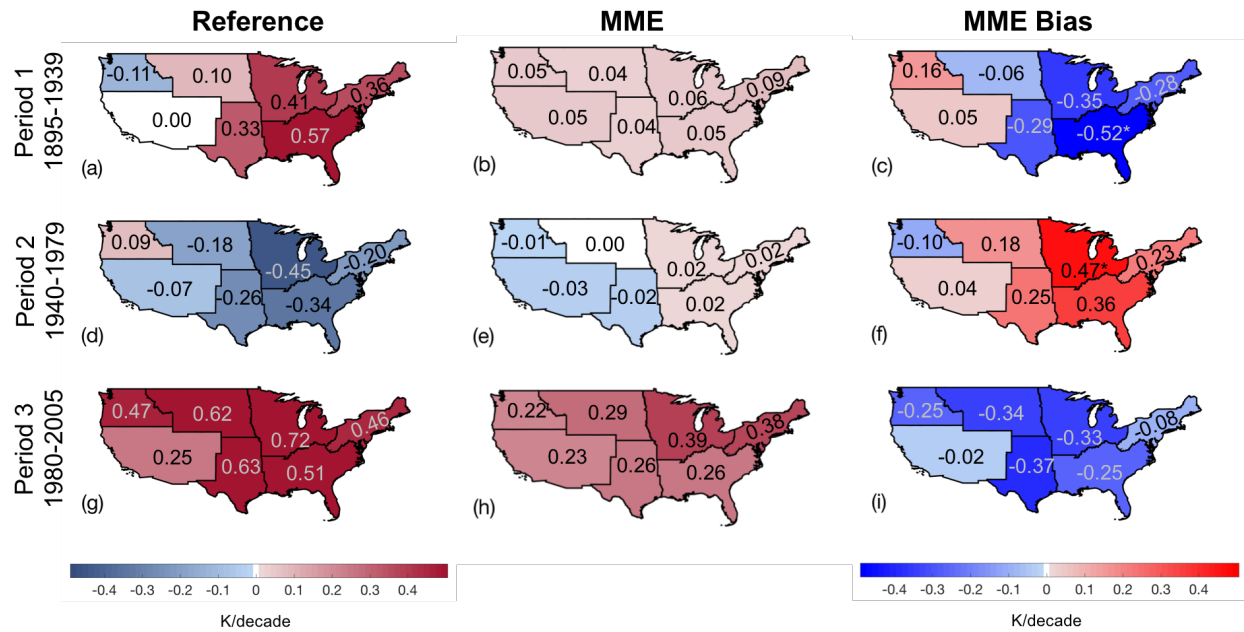 Reference MME MME Bias
Period 1
1895-1939
-0.11 0.10 0.41 0.36
0.00 0.33 0.57
(a)
0.05 0.04 0.06 0.09
0.05 0.04 0.05
(b)
0.16 -0.06 -0.35 -0.28
0.05 -0.29 -0.52*
(c)
Period 2
1940-1979
0.09 -0.18 -0.45 -0.20
-0.07 -0.26 -0.34
(d)
-0.01 0.00 0.02 0.02
-0.03 -0.02 0.02
(e)
-0.10 0.18 0.47* 0.23
0.04 0.25 0.36
(f)
Period 3
1980-2005
0.47 0.62 0.72 0.46
0.25 0.63 0.51
(g)
0.22 0.29 0.39 0.38
0.23 0.26 0.26
(h)
-0.25 -0.34 -0.33 -0.08
-0.02 -0.37 -0.25
(i)
-0.4 -0.3 -0.2 -0.1 0 0.1 0.2 0.3 0.4
K/decade
-0.4 -0.3 -0.2 -0.1 0 0.1 0.2 0.3 0.4
K/decade